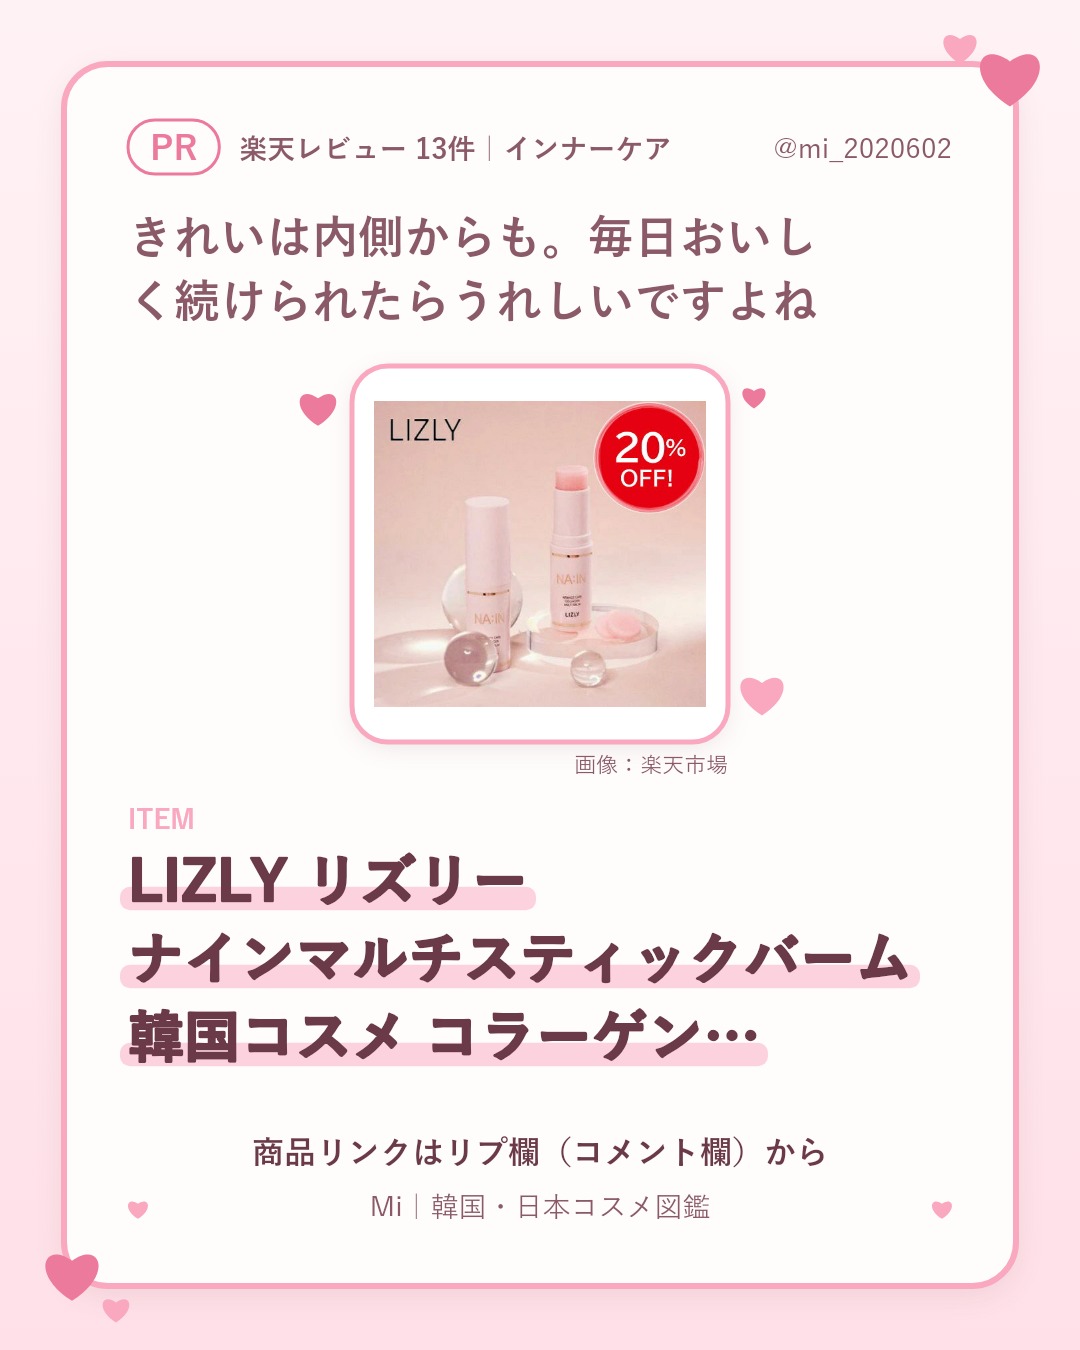 PR
楽天レビュー 13件｜インナーケア
@mi_2020602
きれいは内側からも。毎日おいし
く続けられたらうれしいですよね
LIZLY
20%
OFF!
NA:IN
NA:IN
LIZLY
画像：楽天市場
ITEM
LIZLY リズリー
ナインマルチスティックバーム
韓国コスメ コラーゲン…
商品リンクはリプ欄（コメント欄）から
Mi｜韓国・日本コスメ図鑑